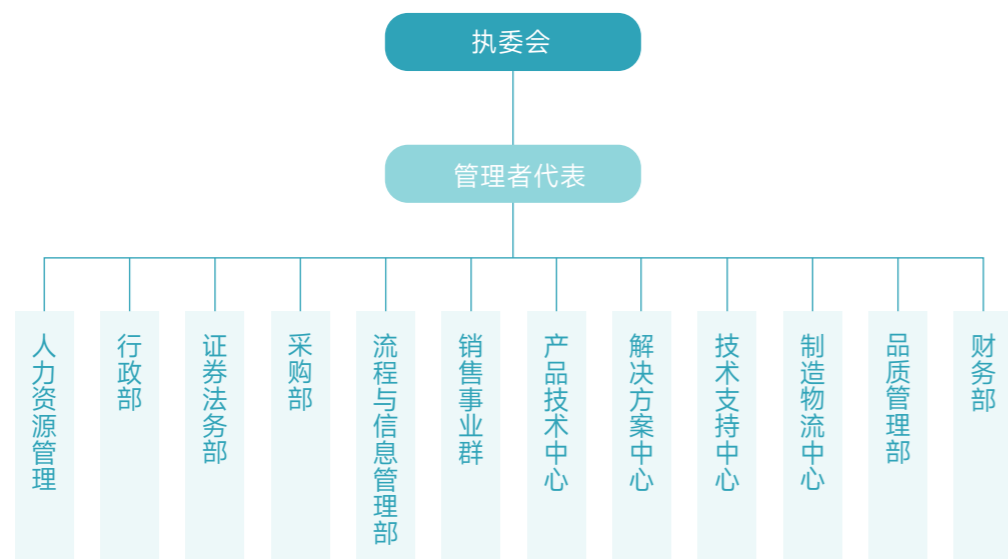 执委会
管理者代表
人力资源管理
行政部
证券法务部
采购部
流程与信息管理部
销售事业群
产品技术中心
解决方案中心
技术支持中心
制造物流中心
品质管理部
财务部